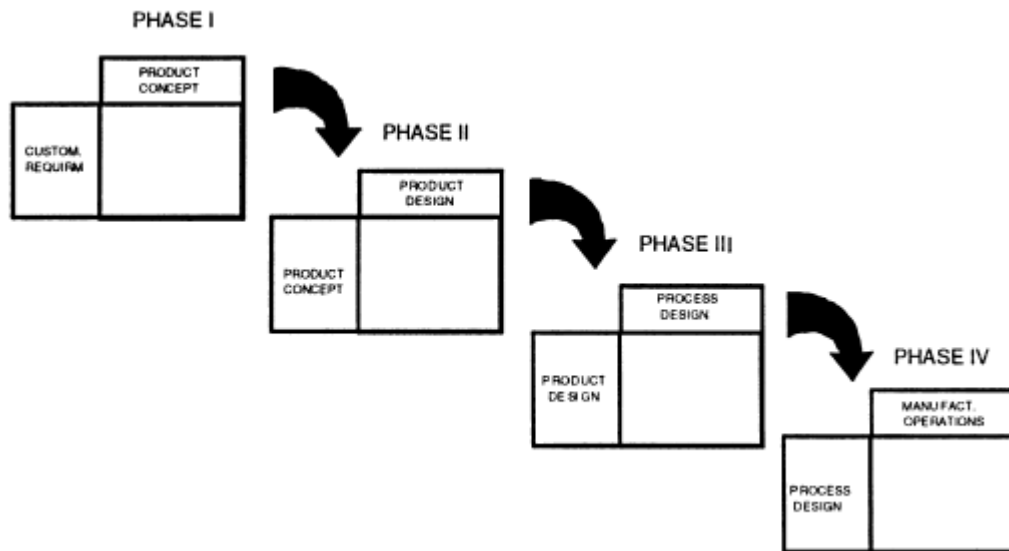 PHASE I
PRODUCT
CONCEPT
CUSTOM.
REQUIRM
PHASE II
PRODUCT
DESIGN
PRODUCT
CONCEPT
PHASE III
PROCESS
DESIGN
PRODUCT
DESIGN
PHASE IV
MANUFACT.
OPERATIONS
PROCESS
DESIGN